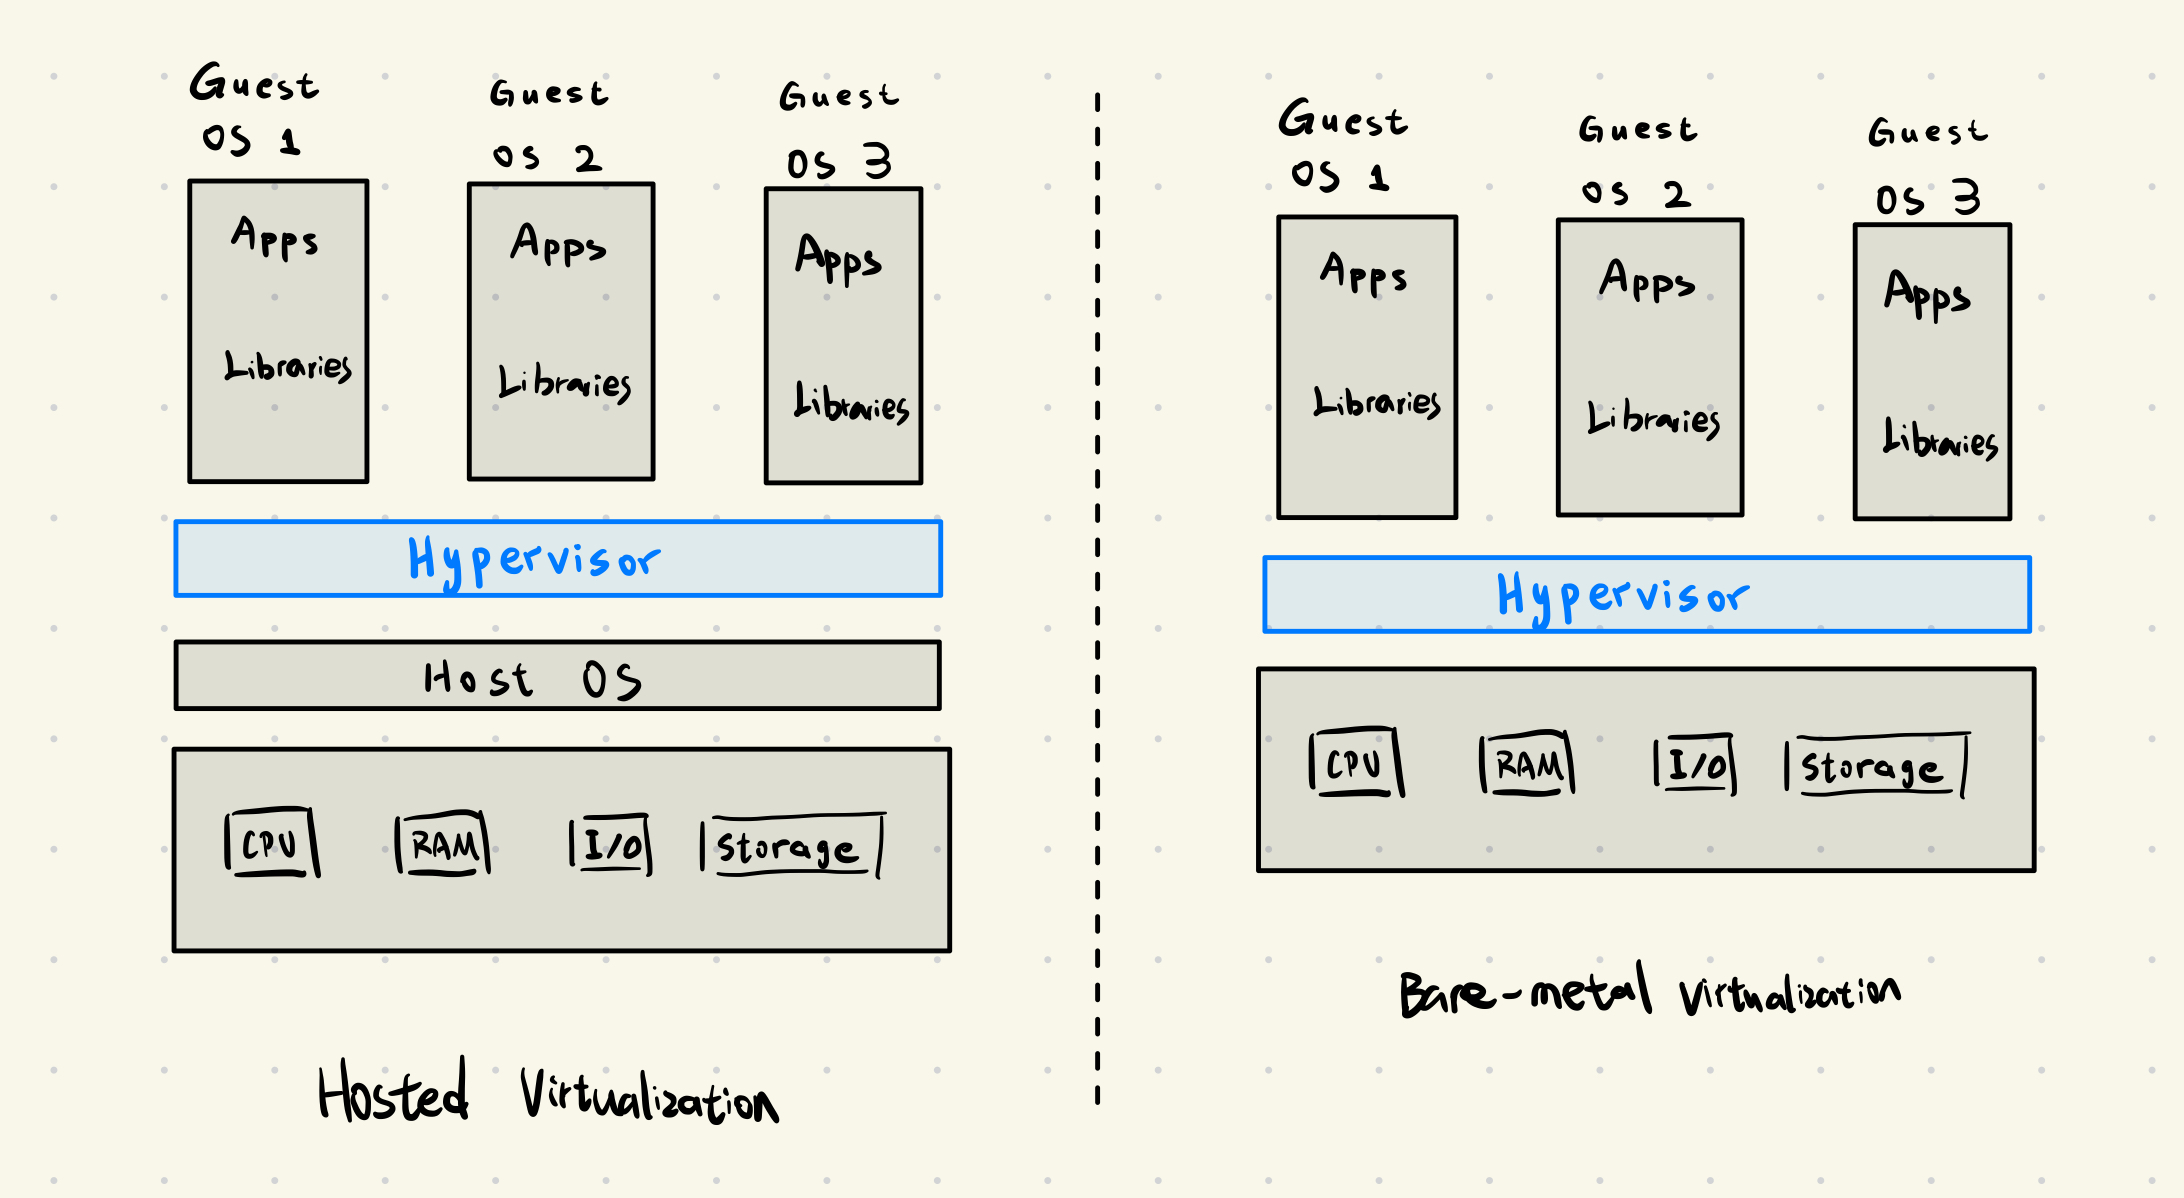 Guest
OS 1
Guest
OS 2
Guest
OS 3
Apps
Libraries
Apps
Libraries
Apps
Libraries
Hypervisor
Host OS
CPU
RAM
I/O
Storage
Hosted Virtualization
Guest
OS 1
Guest
OS 2
Guest
OS 3
Apps
Libraries
Apps
Libraries
Apps
Libraries
Hypervisor
CPU
RAM
I/O
Storage
Bare-metal Virtualization